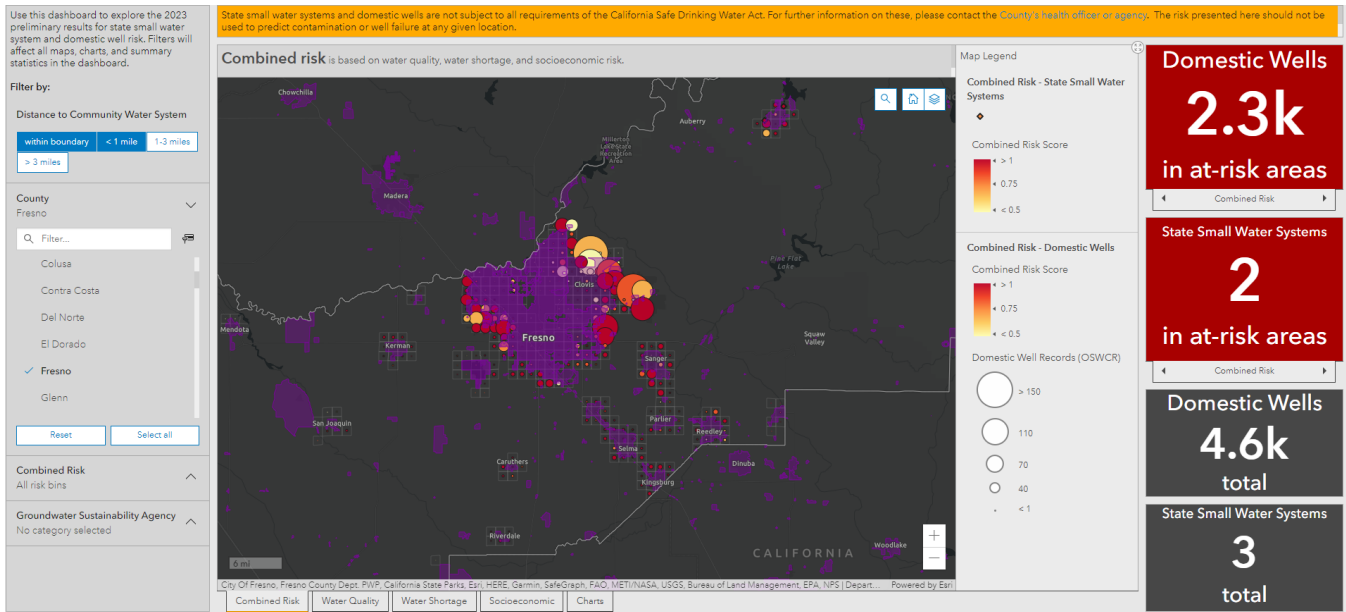 Use this dashboard to explore the 2023
preliminary results for state small water
system and domestic well risk. Filters will
affect all maps, charts, and summary
statistics in the dashboard.
Filter by:
Distance to Community Water System
within boundary
< 1 mile
1-3 miles
> 3 miles
County
Fresno
Filter...
Colusa
Contra Costa
Del Norte
El Dorado
Fresno
Glenn
Reset
Select all
Combined Risk
All risk bins
Groundwater Sustainability Agency
No category selected
State small water systems and domestic wells are not subject to all requirements of the California Safe Drinking Water Act. For further information on these, please contact the County's health officer or agency. The risk presented here should not be
used to predict contamination or well failure at any given location.
Combined risk is based on water quality, water shortage, and socioeconomic risk.
Chowchilla
Auberry
Millerton
Lake State
Recreation
Area
Madera
Pine Flat
Lake
Clovis
Mendota
Fresno
Kerman
Squaw
Valley
Sanger
San Joaquin
Parlier
Reedley
Selma
Caruthers
Dinuba
Kingsburg
Riverdale
CALIFORNIA
Woodlake
6 mi
City Of Fresno, Fresno County Dept. PWP, California State Parks, Esri, HERE, Garmin, SafeGraph, FAO, METI/NASA, USGS, Bureau of Land Management, EPA, NPS | Depart...
Powered by Esri
Combined Risk
Water Quality
Water Shortage
Socioeconomic
Charts
Map Legend
Combined Risk - State Small Water
Systems
Combined Risk Score
> 1
0.75
< 0.5
Combined Risk - Domestic Wells
Combined Risk Score
> 1
0.75
< 0.5
Domestic Well Records (OSWCR)
> 150
110
70
40
< 1
Domestic Wells
2.3k
in at-risk areas
Combined Risk
State Small Water Systems
2
in at-risk areas
Combined Risk
Domestic Wells
4.6k
total
State Small Water Systems
3
total